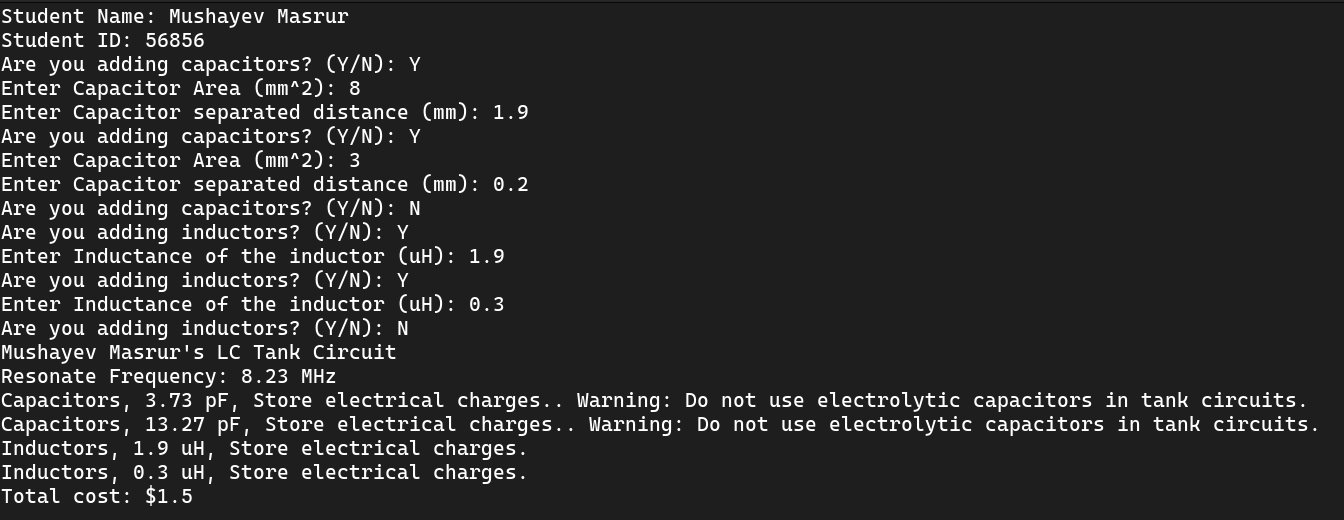 Student Name: Mushayev Masrur
Student ID: 56856
Are you adding capacitors? (Y/N): Y
Enter Capacitor Area (mm^2): 8
Enter Capacitor separated distance (mm): 1.9
Are you adding capacitors? (Y/N): Y
Enter Capacitor Area (mm^2): 3
Enter Capacitor separated distance (mm): 0.2
Are you adding capacitors? (Y/N): N
Are you adding inductors? (Y/N): Y
Enter Inductance of the inductor (uH): 1.9
Are you adding inductors? (Y/N): Y
Enter Inductance of the inductor (uH): 0.3
Are you adding inductors? (Y/N): N
Mushayev Masrur's LC Tank Circuit
Resonate Frequency: 8.23 MHz
Capacitors, 3.73 pF, Store electrical charges.. Warning: Do not use electrolytic capacitors in tank circuits.
Capacitors, 13.27 pF, Store electrical charges.. Warning: Do not use electrolytic capacitors in tank circuits.
Inductors, 1.9 uH, Store electrical charges.
Inductors, 0.3 uH, Store electrical charges.
Total cost: $1.5